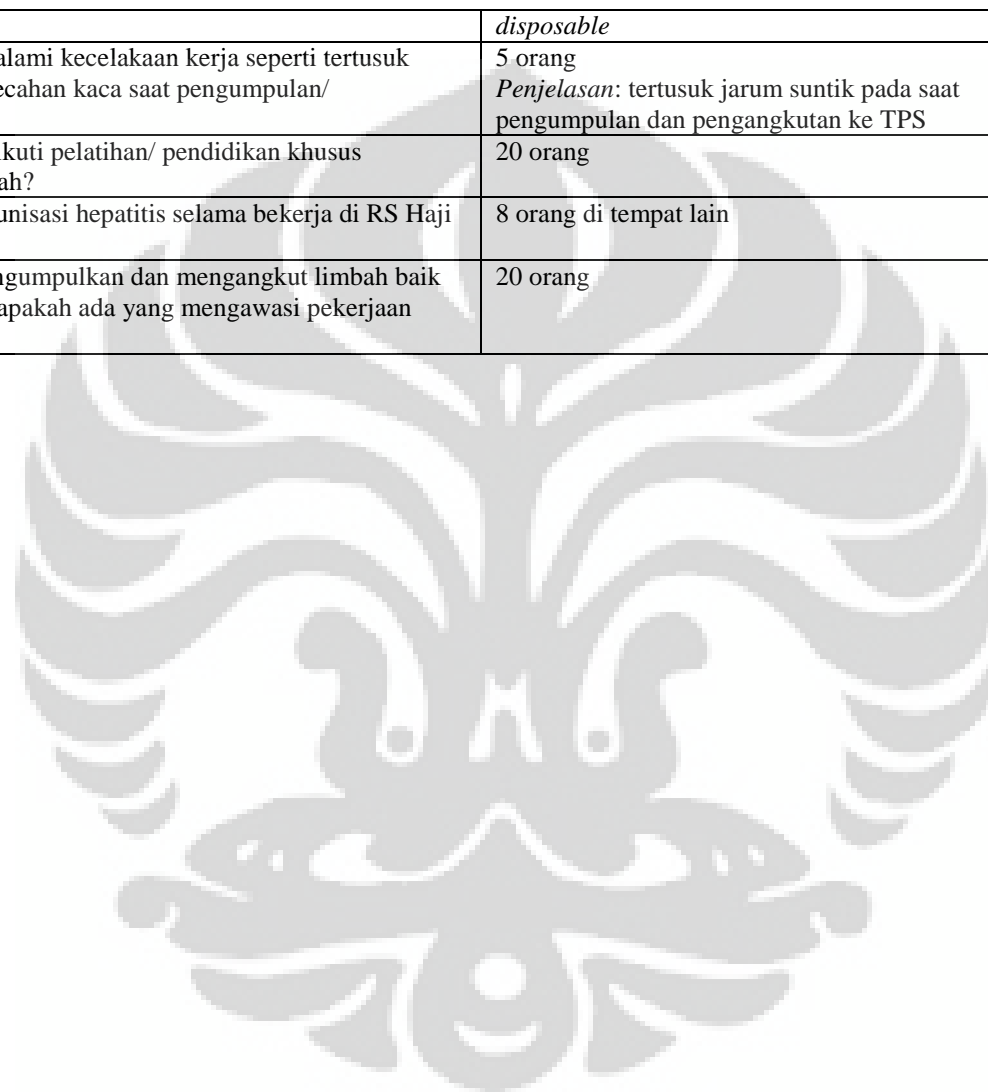 disposable
alami kecelakaan kerja seperti tertusuk
ecahan kaca saat pengumpulan/
5 orang
Penjelasan: tertusuk jarum suntik pada saat
pengumpulan dan pengangkutan ke TPS
kuti pelatihan/ pendidikan khusus
ah?
20 orang
unisasi hepatitis selama bekerja di RS Haji
8 orang di tempat lain
ngumpulkan dan mengangkut limbah baik
apakah ada yang mengawasi pekerjaan
20 orang